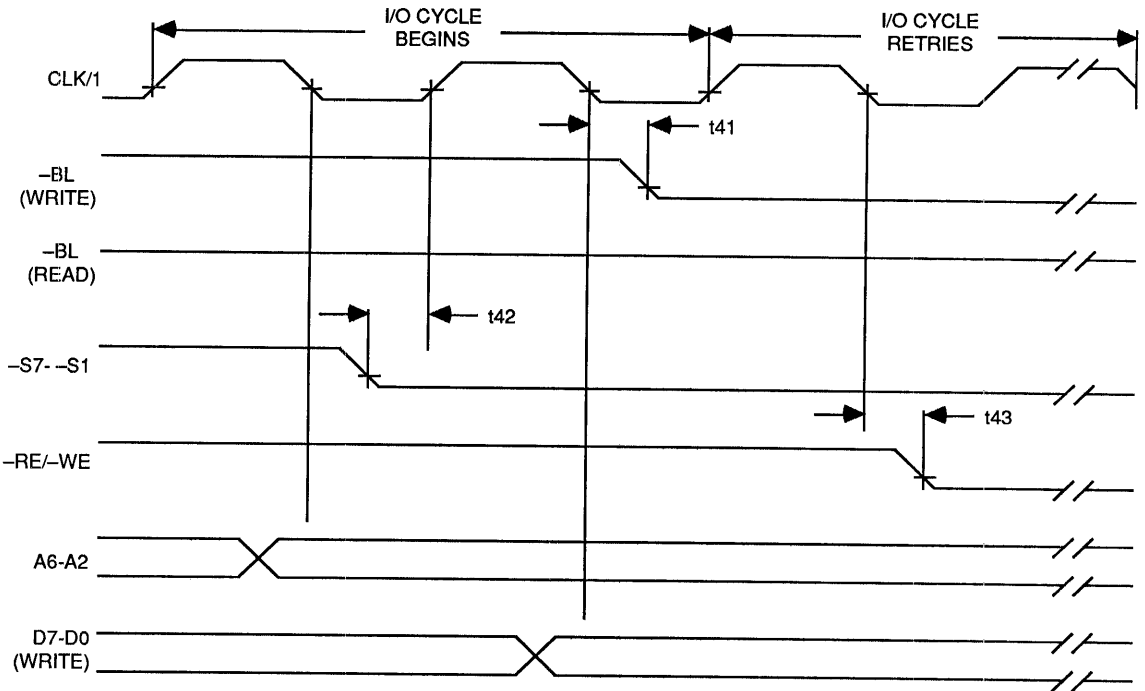 I/O CYCLE
BEGINS
I/O CYCLE
RETRIES
CLK/1
t41
–BL
(WRITE)
–BL
(READ)
t42
–S7- –S1
t43
–RE/–WE
A6-A2
D7-D0
(WRITE)